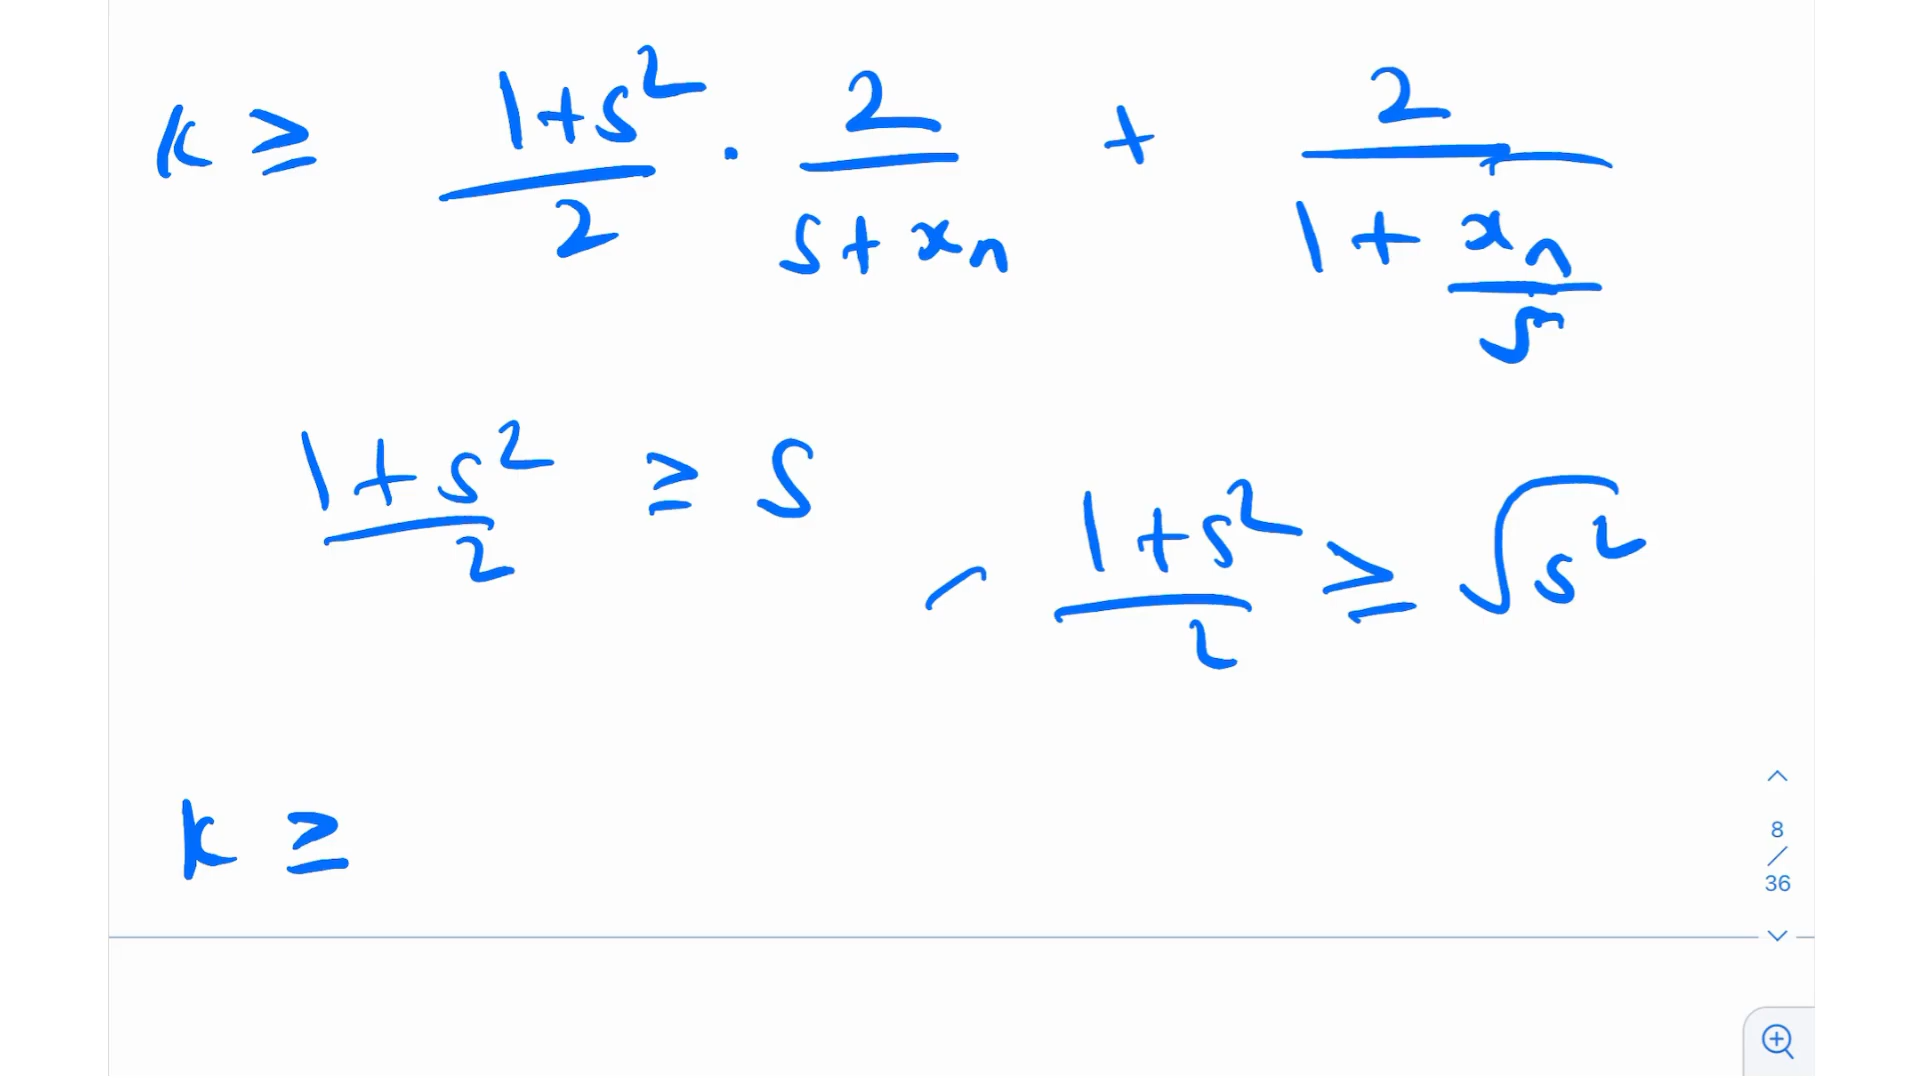 k ≥ (1+s²)/2 · 2/(s+xₙ) + 2/(1+xₙ/s)
(1+s²)/2 ≥ s
(1+s²)/2 ≥ √s²
k ≥
8
/
36